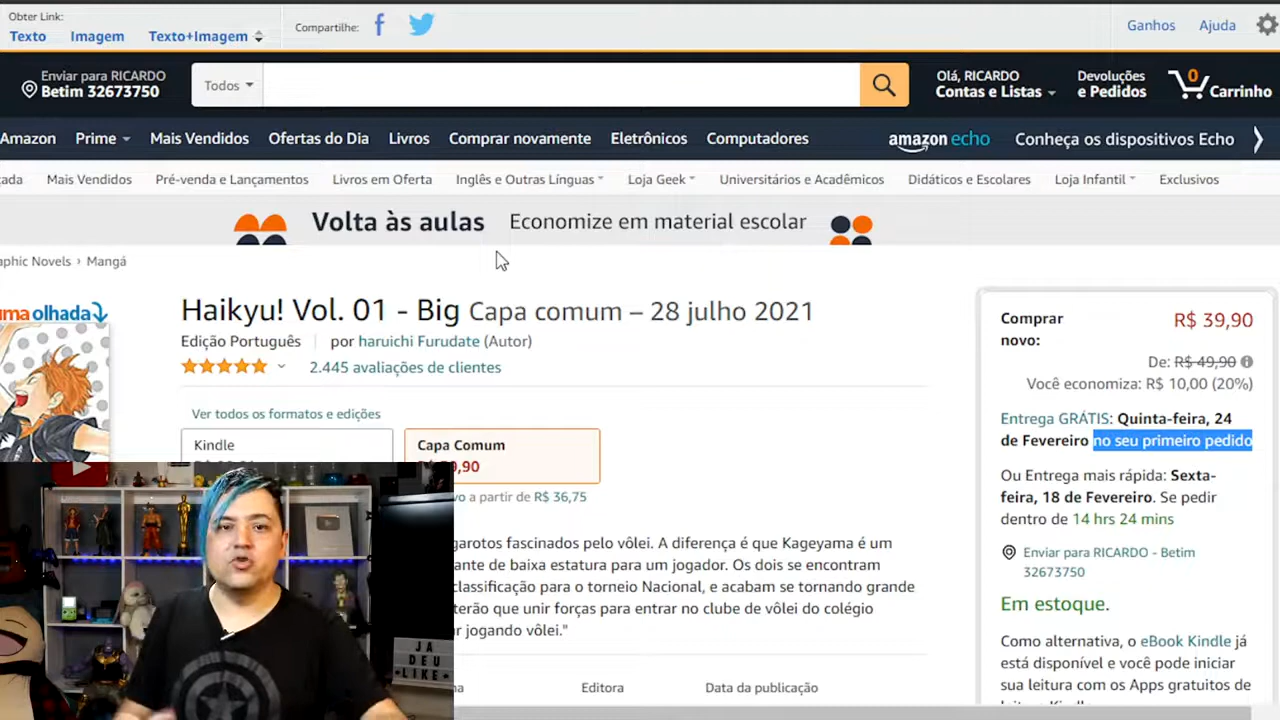 Obter Link:
Texto Imagem Texto+Imagem
Compartilhe:
Ganhos Ajuda
Enviar para RICARDO
Betim 32673750
Todos
Olá, RICARDO
Contas e Listas
Devoluções
e Pedidos
0
Carrinho
Amazon Prime Mais Vendidos Ofertas do Dia Livros Comprar novamente Eletrônicos Computadores
amazon echo Conheça os dispositivos Echo
Mais Vendidos Pré-venda e Lançamentos Livros em Oferta Inglês e Outras Línguas Loja Geek Universitários e Acadêmicos Didáticos e Escolares Loja Infantil Exclusivos
Volta às aulas Economize em material escolar
aphic Novels › Mangá
uma olhada
Haikyu! Vol. 01 - Big Capa comum – 28 julho 2021
Edição Português | por haruichi Furudate (Autor)
2.445 avaliações de clientes
Ver todos os formatos e edições
Kindle
Capa Comum
9,90
vo a partir de R$ 36,75
garotos fascinados pelo vôlei. A diferença é que Kageyama é um
ante de baixa estatura para um jogador. Os dois se encontram
classificação para o torneio Nacional, e acabam se tornando grande
terão que unir forças para entrar no clube de vôlei do colégio
r jogando vôlei."
Editora
Data da publicação
Comprar
novo:
R$ 39,90
De: R$ 49,90
Você economiza: R$ 10,00 (20%)
Entrega GRÁTIS: Quinta-feira, 24
de Fevereiro no seu primeiro pedido
Ou Entrega mais rápida: Sexta-
feira, 18 de Fevereiro. Se pedir
dentro de 14 hrs 24 mins
Enviar para RICARDO - Betim
32673750
Em estoque.
Como alternativa, o eBook Kindle já
está disponível e você pode iniciar
sua leitura com os Apps gratuitos de
JA
DEU
LIKE